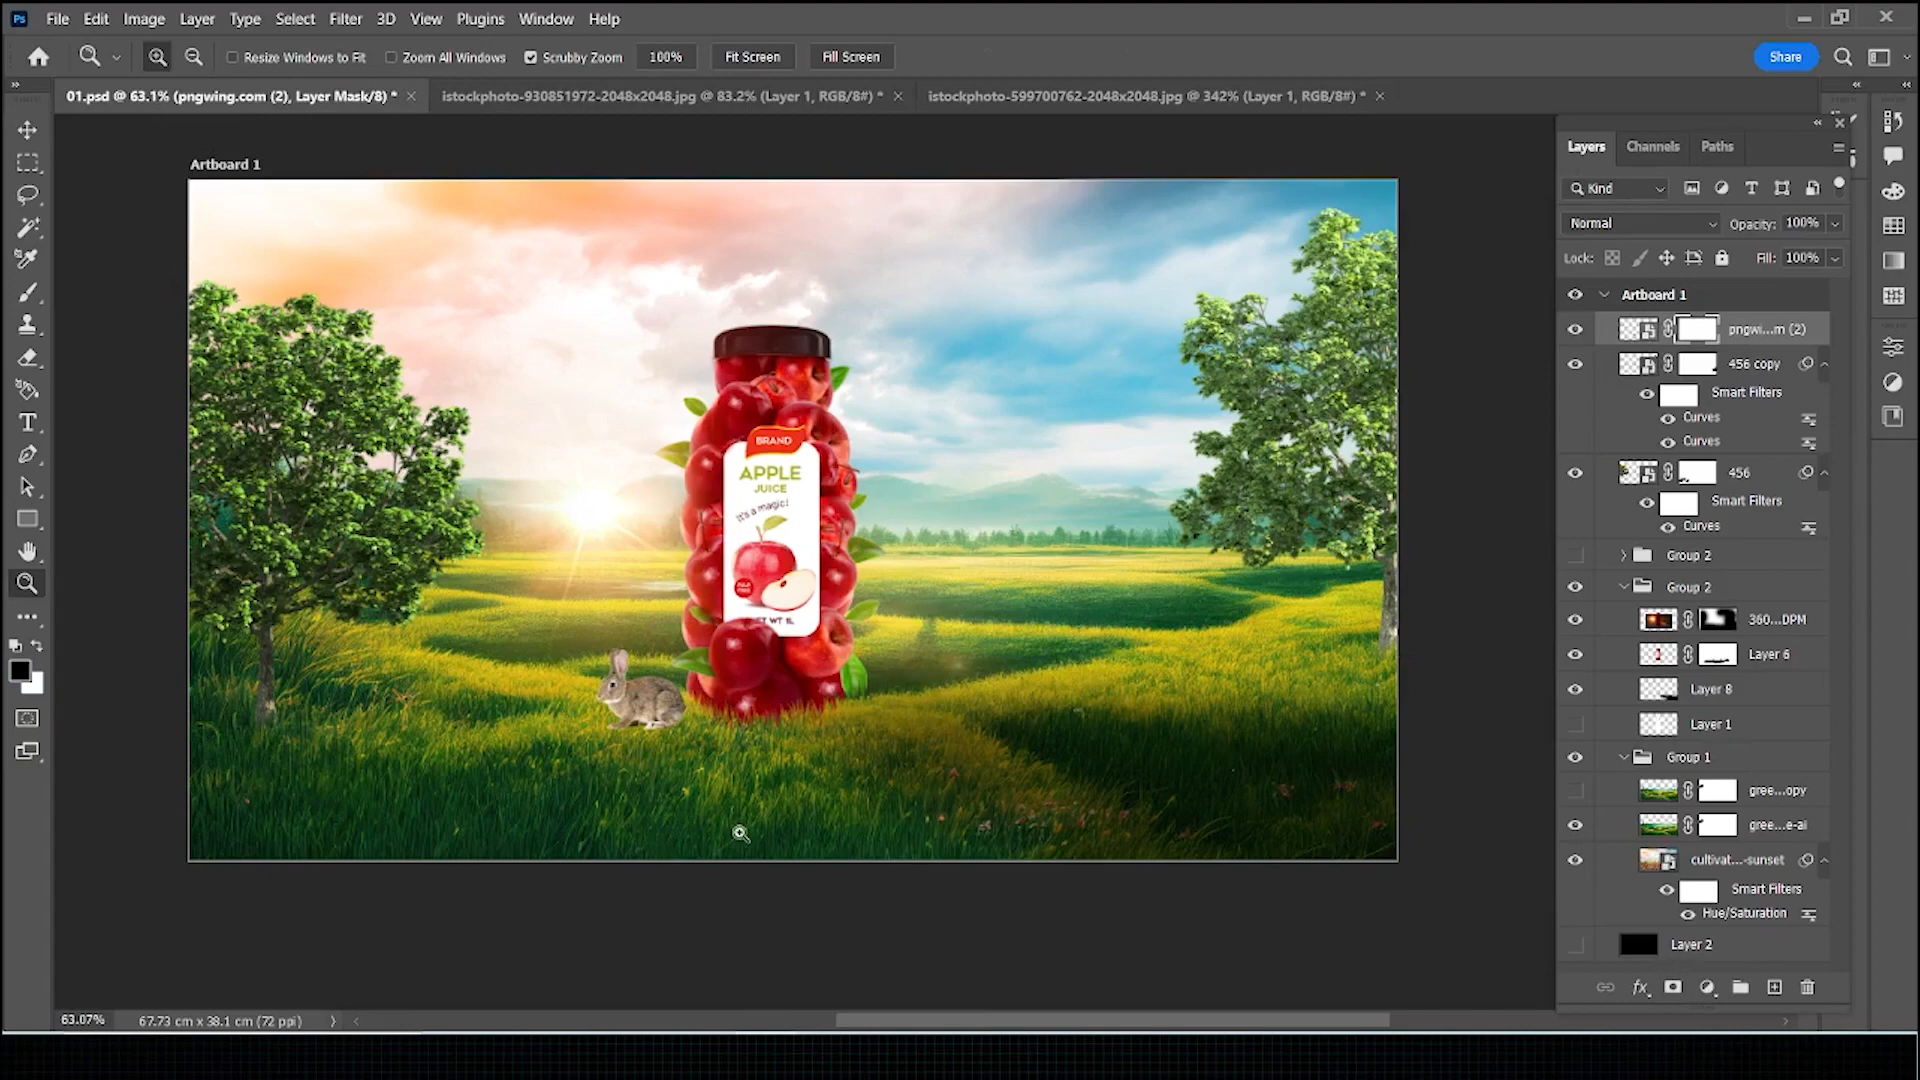 Ps File Edit Image Layer Type Select Filter 3D View Plugins Window Help
Resize Windows to Fit Zoom All Windows Scrubby Zoom 100% Fit Screen Fill Screen Share
01.psd @ 63.1% (pngwing.com (2), Layer Mask/8) * istockphoto-930851972-2048x2048.jpg @ 83.2% (Layer 1, RGB/8#) * istockphoto-599700762-2048x2048.jpg @ 342% (Layer 1, RGB/8#) *
Artboard 1
BRAND
APPLE
JUICE
It's a magic!
WT 1L
Layers Channels Paths
Kind
Normal Opacity: 100%
Lock: Fill: 100%
Artboard 1
pngwi...m (2)
456 copy
Smart Filters
Curves
Curves
456
Smart Filters
Curves
Group 2
Group 2
360...DPM
Layer 6
Layer 8
Layer 1
Group 1
gree...opy
gree...e-ai
cultivat...-sunset
Smart Filters
Hue/Saturation
Layer 2
fx
63.07% 67.73 cm x 38.1 cm (72 ppi)